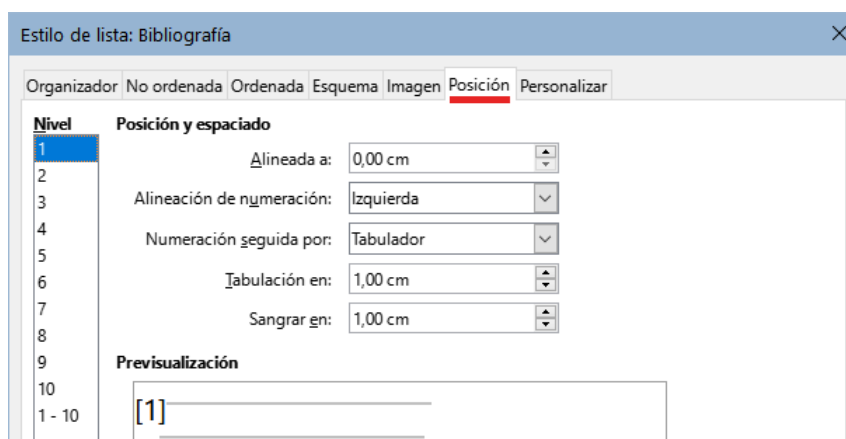 Estilo de lista: Bibliografía
Organizador No ordenada Ordenada Esquema Imagen Posición Personalizar
Nivel
1
2
3
4
5
6
7
8
9
10
1 - 10
Posición y espaciado
Alineada a: 0,00 cm
Alineación de numeración: Izquierda
Numeración seguida por: Tabulador
Tabulación en: 1,00 cm
Sangrar en: 1,00 cm
Previsualización
[1]